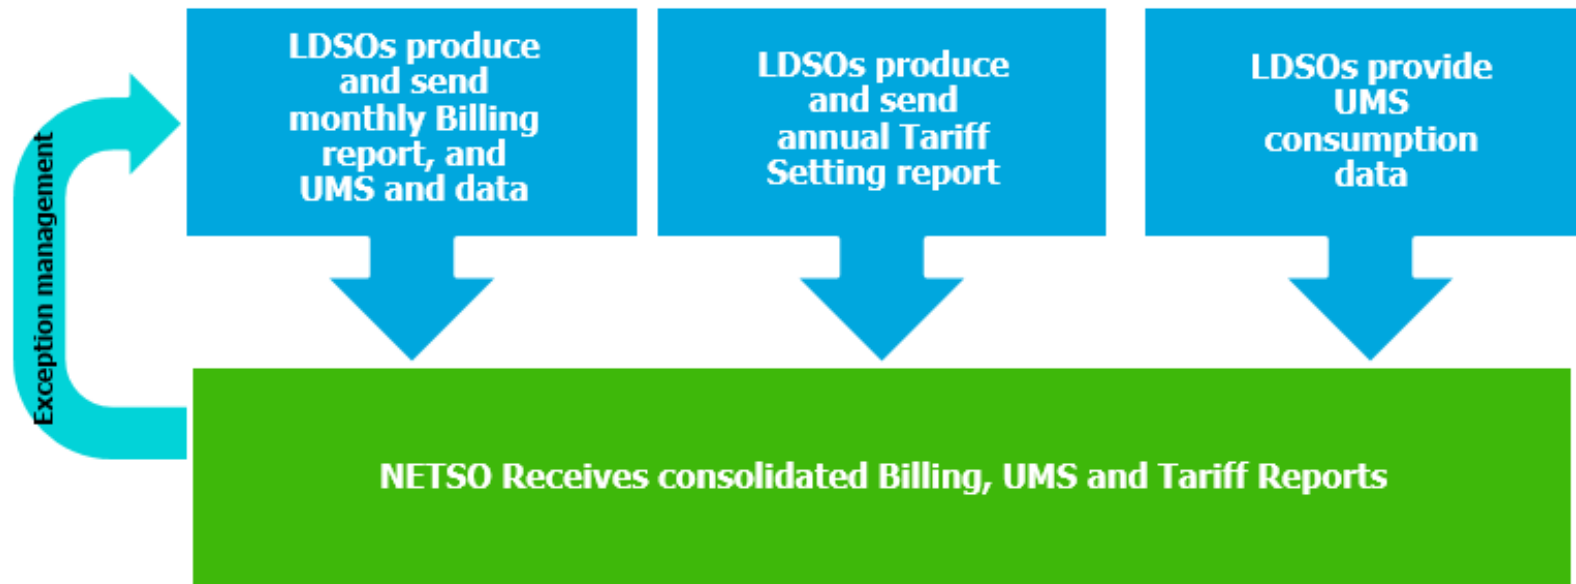 LDSOs produce
and send
monthly Billing
report, and
UMS and data
LDSOs produce
and send
annual Tariff
Setting report
LDSOs provide
UMS
consumption
data
Exception management
NETSO Receives consolidated Billing, UMS and Tariff Reports